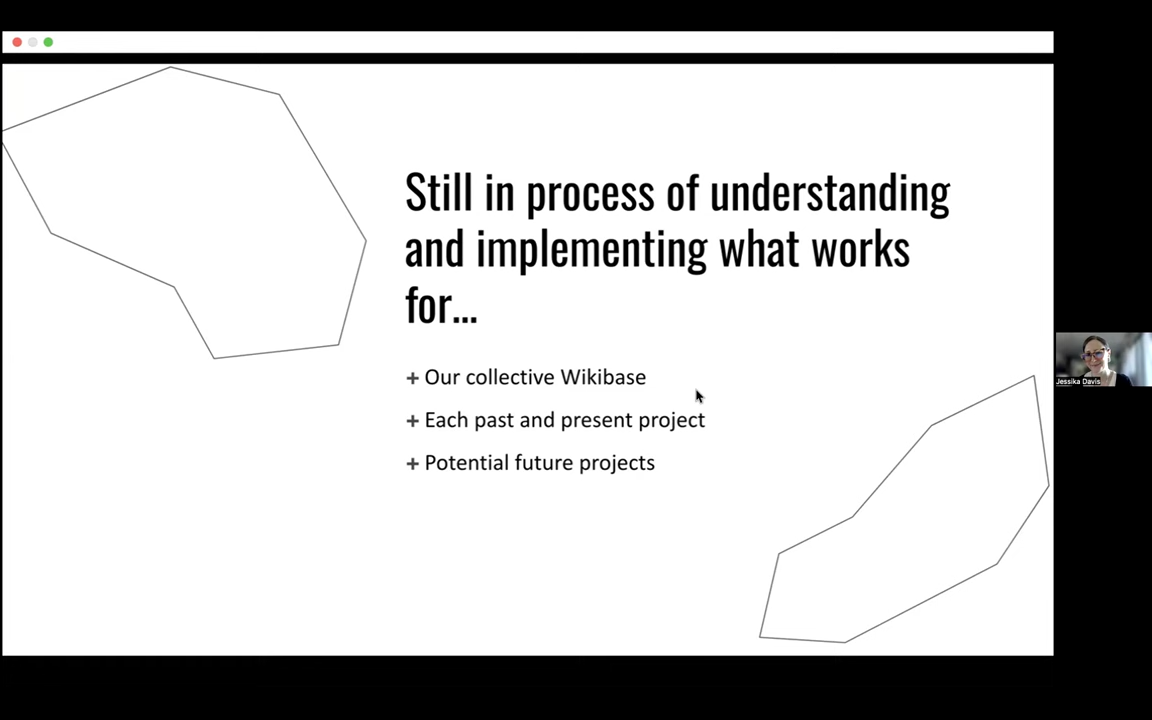 Still in process of understanding
and implementing what works
for...
+ Our collective Wikibase
+ Each past and present project
+ Potential future projects
Jessika Davis